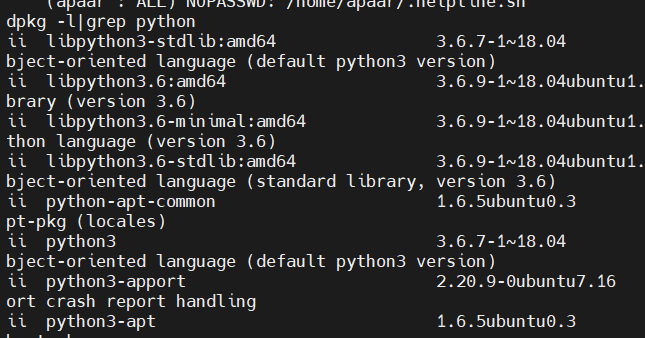 (apaar : ALL) NOPASSWD: /home/apaar/.helpline.sh
dpkg -l|grep python
ii  libpython3-stdlib:amd64               3.6.7-1~18.04
bject-oriented language (default python3 version)
ii  libpython3.6:amd64                    3.6.9-1~18.04ubuntu1.
brary (version 3.6)
ii  libpython3.6-minimal:amd64            3.6.9-1~18.04ubuntu1.
thon language (version 3.6)
ii  libpython3.6-stdlib:amd64             3.6.9-1~18.04ubuntu1.
bject-oriented language (standard library, version 3.6)
ii  python-apt-common                     1.6.5ubuntu0.3
pt-pkg (locales)
ii  python3                               3.6.7-1~18.04
bject-oriented language (default python3 version)
ii  python3-apport                        2.20.9-0ubuntu7.16
ort crash report handling
ii  python3-apt                           1.6.5ubuntu0.3